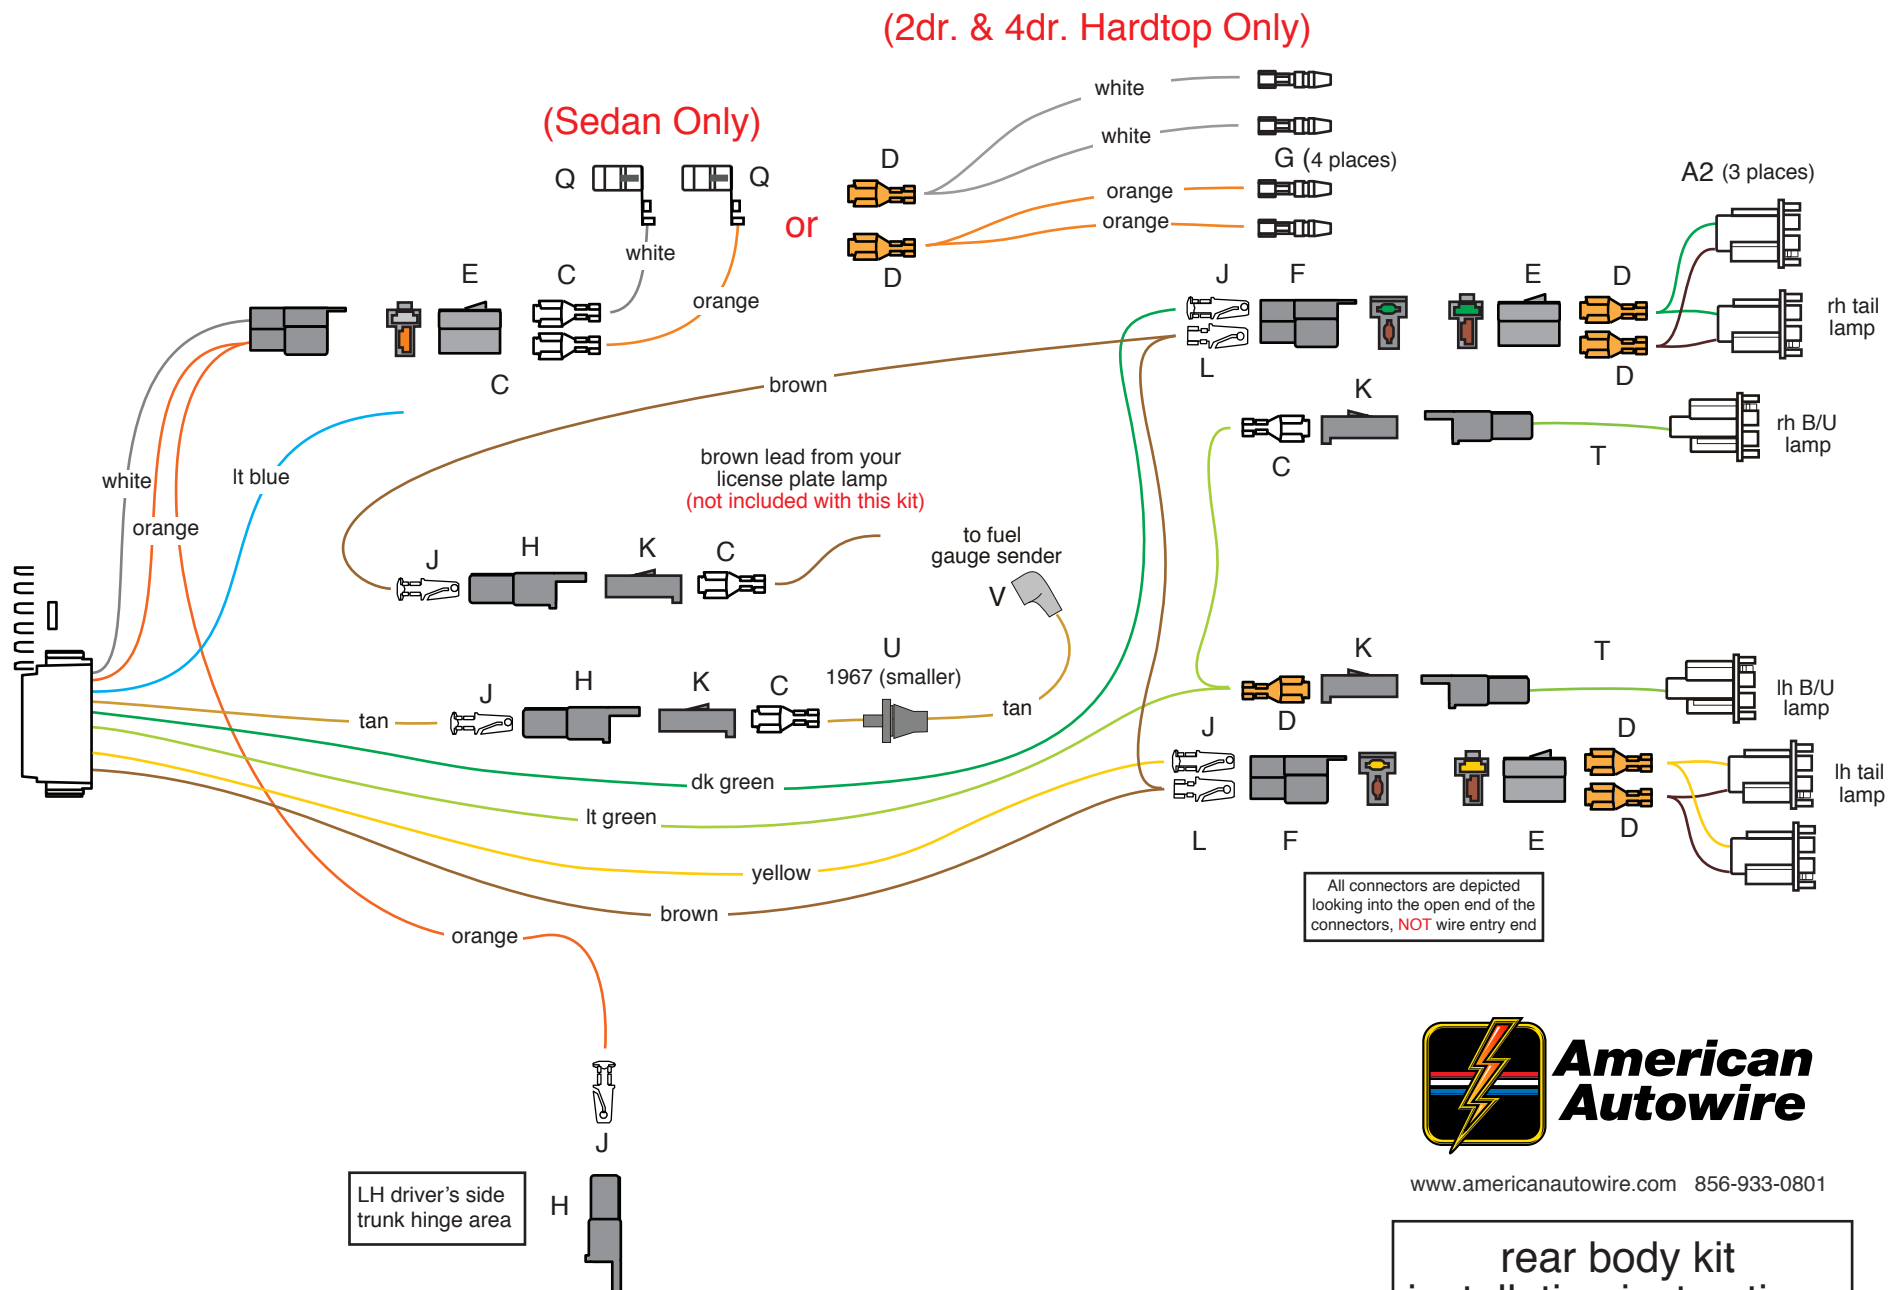 (2dr. & 4dr. Hardtop Only)
white
(Sedan Only)
white
D
G (4 places)
A2 (3 places)
Q
Q
orange
or
orange
white
D
E
C
J
F
E
D
orange
rh tail
lamp
C
brown
L
D
K
rh B/U
lamp
C
T
white
lt blue
brown lead from your
license plate lamp
(not included with this kit)
orange
to fuel
gauge sender
J
H
K
C
V
U
1967 (smaller)
K
T
J
H
K
C
lh B/U
lamp
tan
tan
D
J
D
dk green
lh tail
lamp
lt green
L
F
E
D
yellow
All connectors are depicted
looking into the open end of the
connectors, NOT wire entry end
brown
orange
American
Autowire
J
www.americanautowire.com 856-933-0801
LH driver's side
trunk hinge area
H
rear body kit